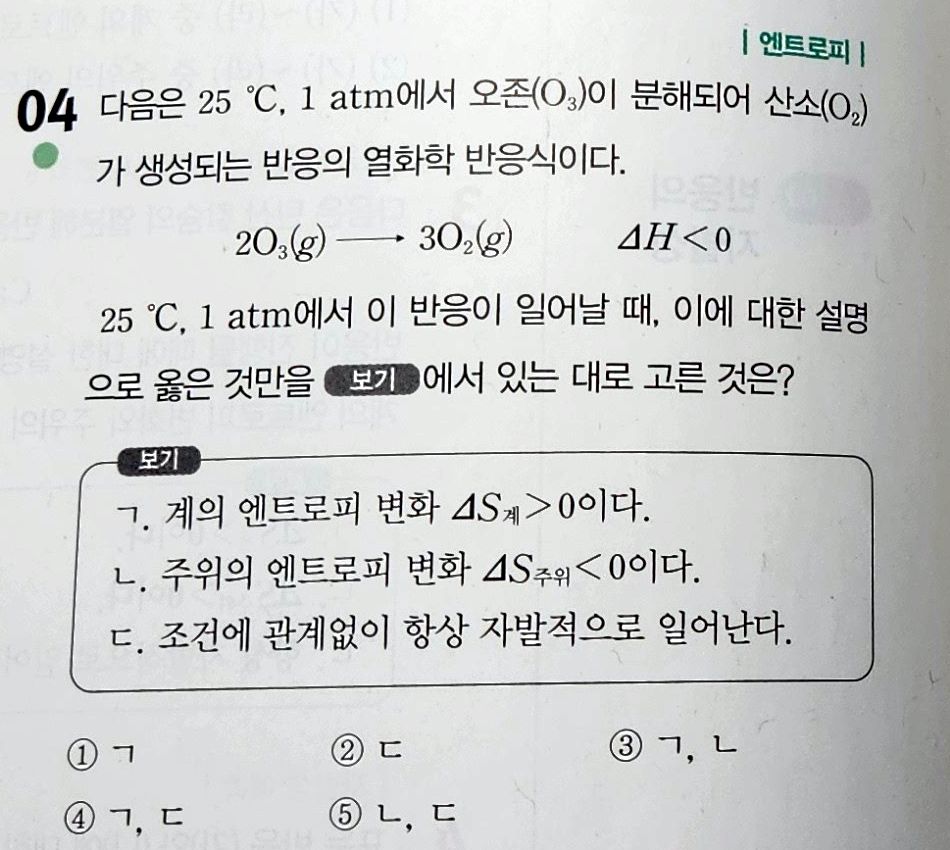 | 엔트로피 |
04 다음은 25 ℃, 1 atm에서 오존(O₃)이 분해되어 산소(O₂)
가 생성되는 반응의 열화학 반응식이다.
2O₃(g) ⟶ 3O₂(g) ΔH<0
25 ℃, 1 atm에서 이 반응이 일어날 때, 이에 대한 설명
으로 옳은 것만을 보기 에서 있는 대로 고른 것은?
보기
ㄱ. 계의 엔트로피 변화 ΔS계>0이다.
ㄴ. 주위의 엔트로피 변화 ΔS주위<0이다.
ㄷ. 조건에 관계없이 항상 자발적으로 일어난다.
① ㄱ ② ㄷ ③ ㄱ, ㄴ
④ ㄱ, ㄷ ⑤ ㄴ, ㄷ